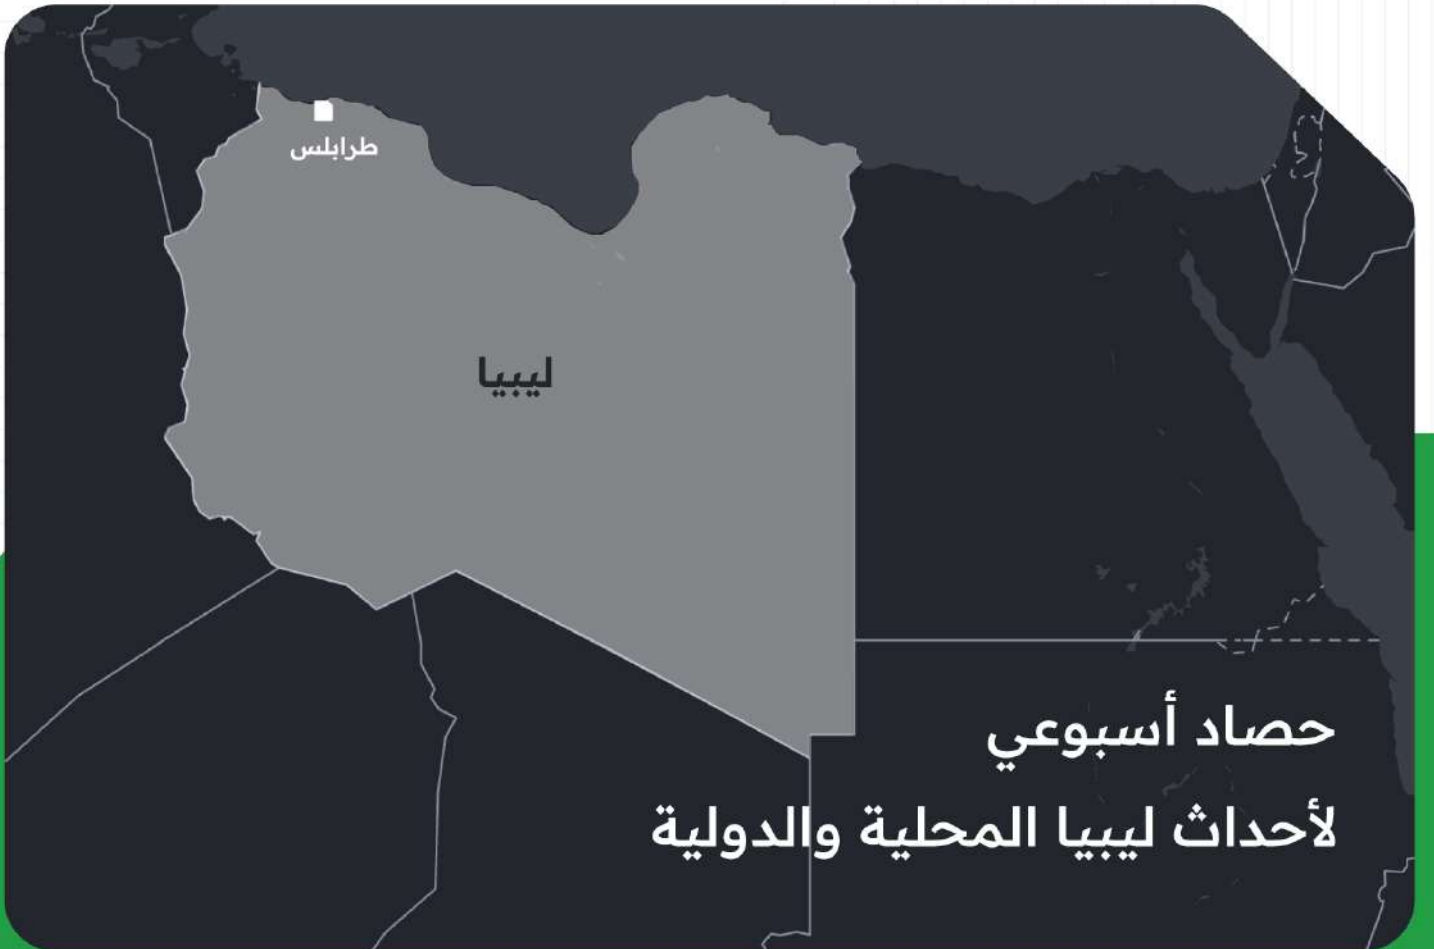 طرابلس
ليبيا
حصاد أسبوعي
لأحداث ليبيا المحلية والدولية